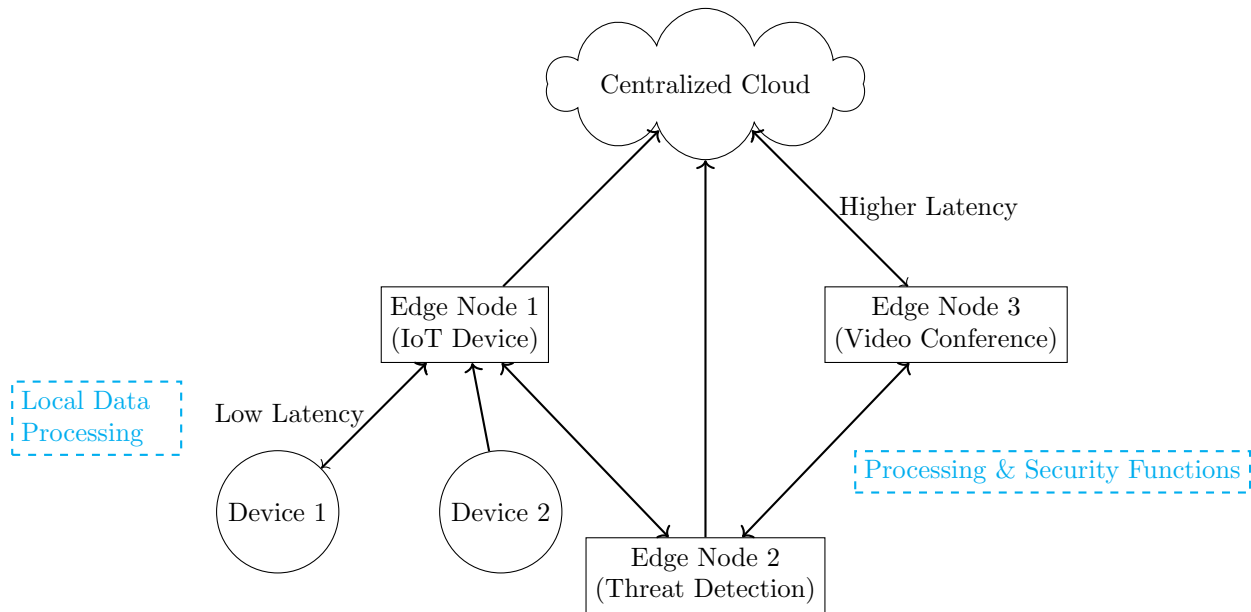 Centralized Cloud
Higher Latency
Edge Node 1
(IoT Device)
Edge Node 3
(Video Conference)
Local Data
Processing
Low Latency
Processing & Security Functions
Device 1
Device 2
Edge Node 2
(Threat Detection)